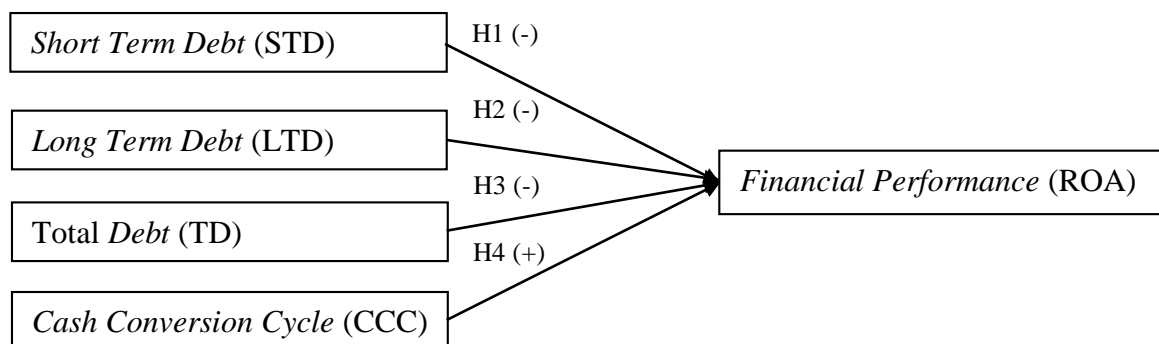 Short Term Debt (STD)
H1 (-)
H2 (-)
Long Term Debt (LTD)
H3 (-)
Financial Performance (ROA)
Total Debt (TD)
H4 (+)
Cash Conversion Cycle (CCC)